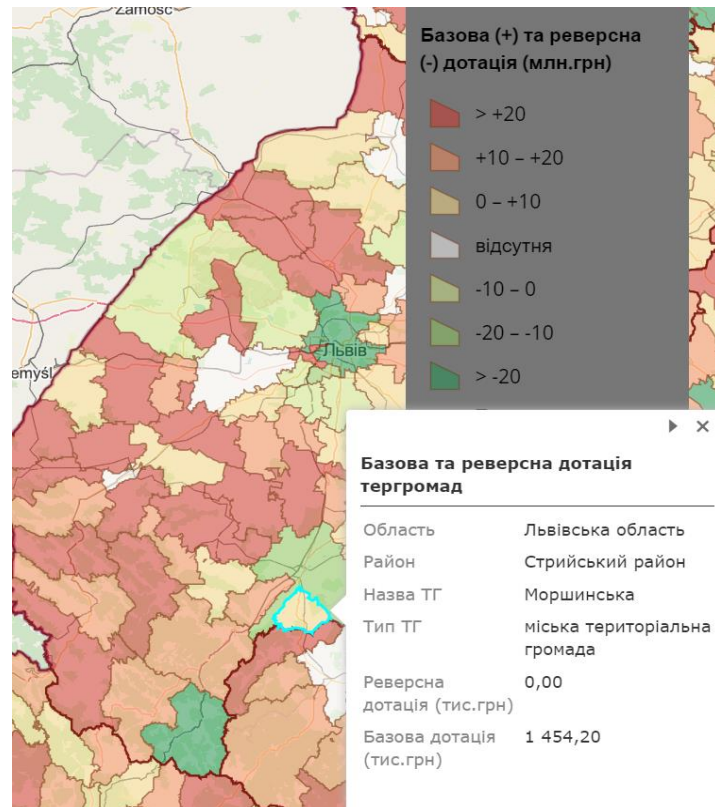 Zamość
Базова (+) та реверсна
(-) дотація (млн.грн)
> +20
+10 – +20
0 – +10
відсутня
-10 – 0
-20 – -10
> -20
Львів
emyśl
Базова та реверсна дотація
тергромад
Область Львівська область
Район Стрийський район
Назва ТГ Моршинська
Тип ТГ міська територіальна
громада
Реверсна 0,00
дотація (тис.грн)
Базова дотація 1 454,20
(тис.грн)